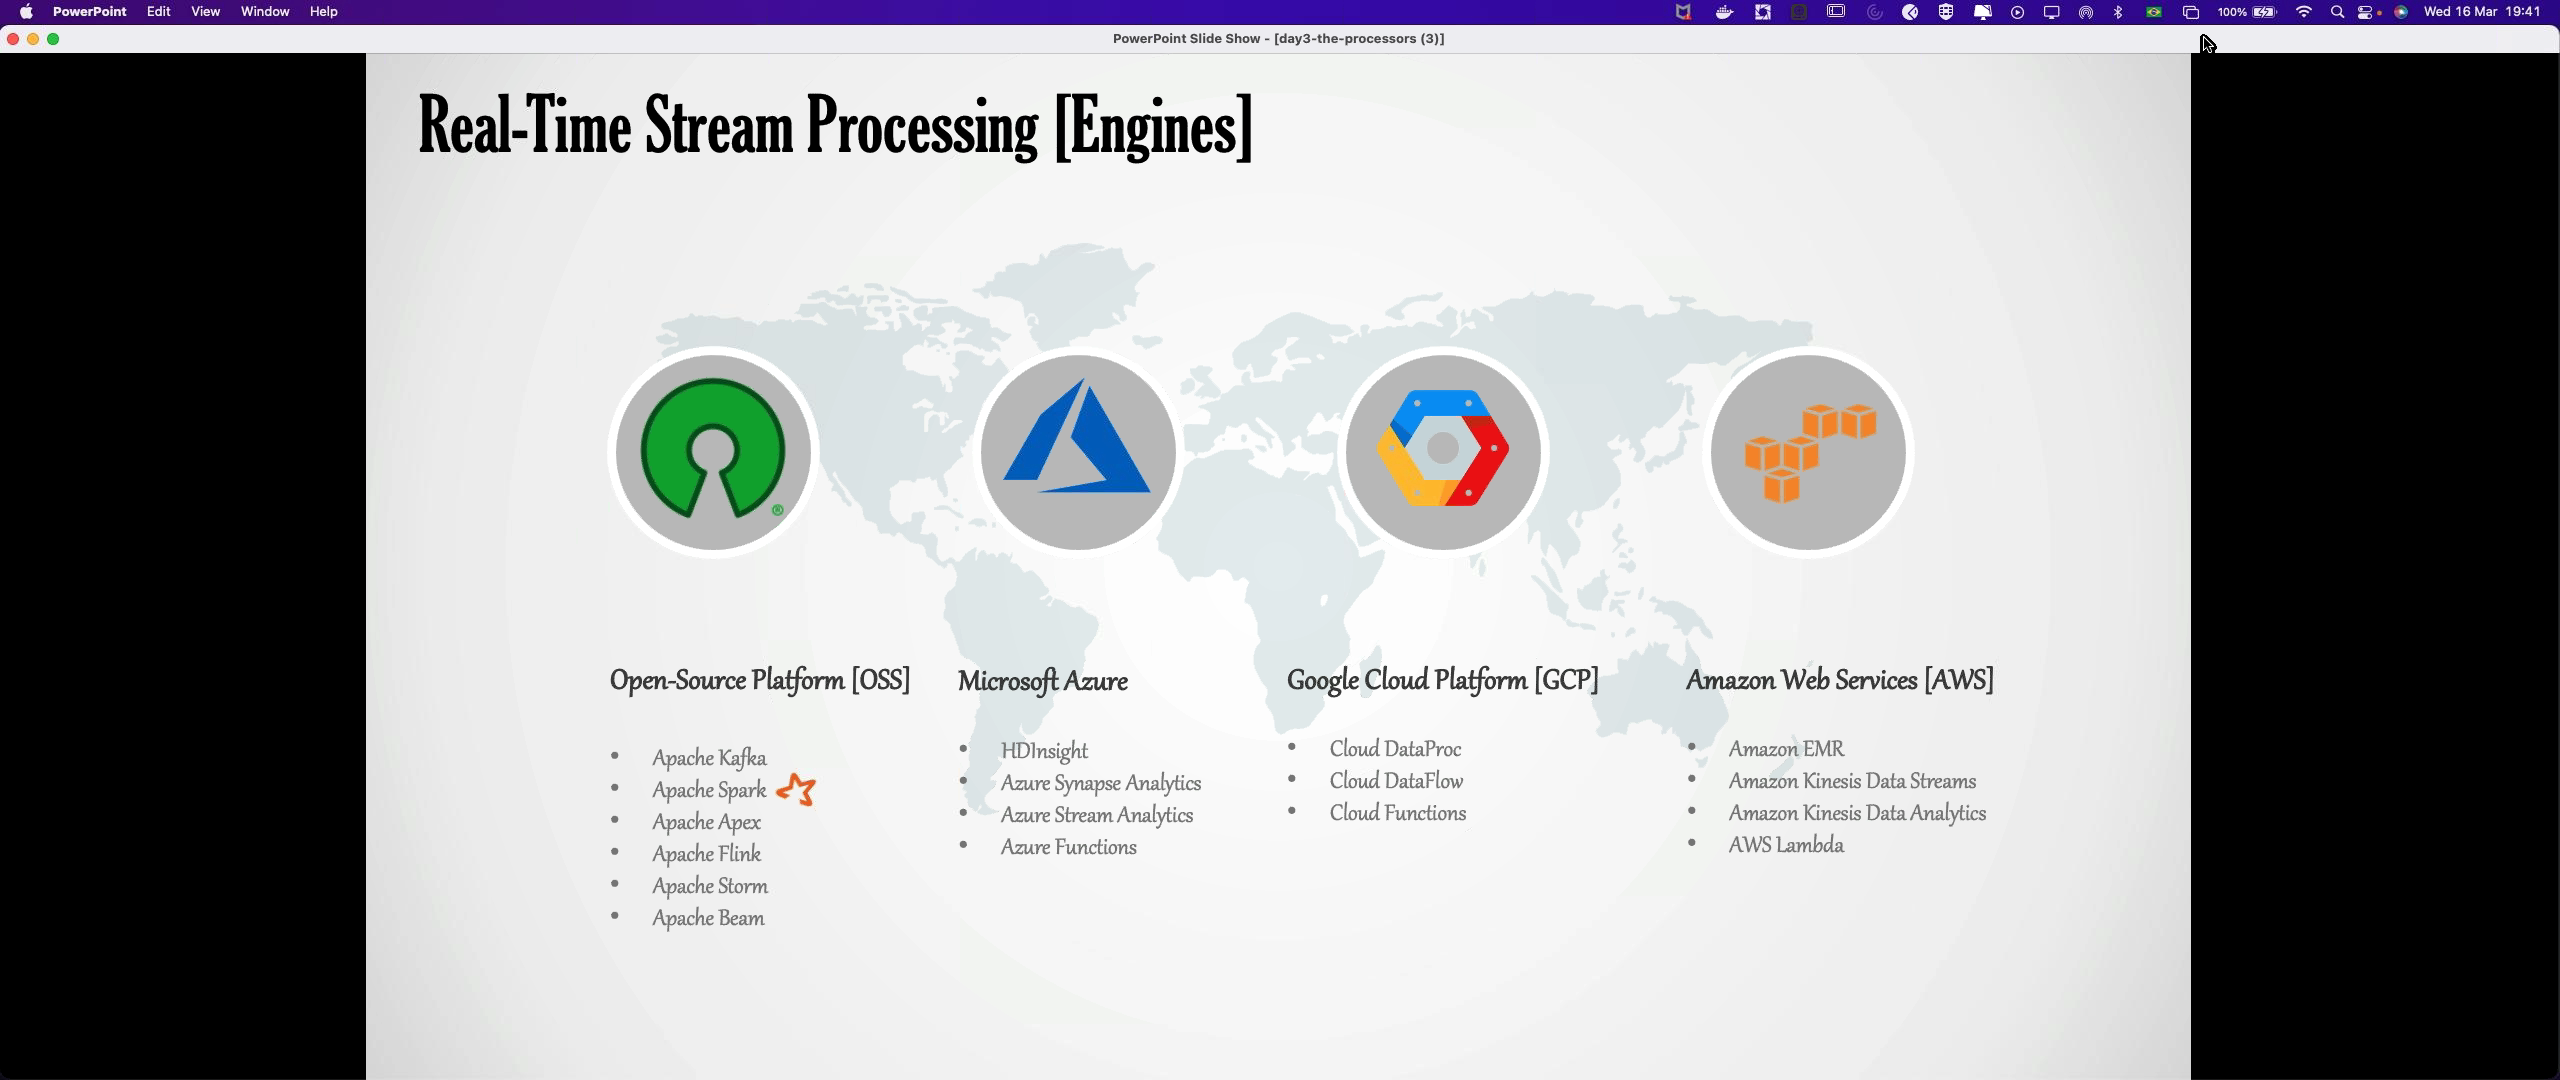 PowerPoint Edit View Window Help
100% Wed 16 Mar 19:41
PowerPoint Slide Show - [day3-the-processors (3)]
Real-Time Stream Processing [Engines]
®
Open-Source Platform [OSS]
• Apache Kafka
• Apache Spark
• Apache Apex
• Apache Flink
• Apache Storm
• Apache Beam
Microsoft Azure
• HDInsight
• Azure Synapse Analytics
• Azure Stream Analytics
• Azure Functions
Google Cloud Platform [GCP]
• Cloud DataProc
• Cloud DataFlow
• Cloud Functions
Amazon Web Services [AWS]
• Amazon EMR
• Amazon Kinesis Data Streams
• Amazon Kinesis Data Analytics
• AWS Lambda